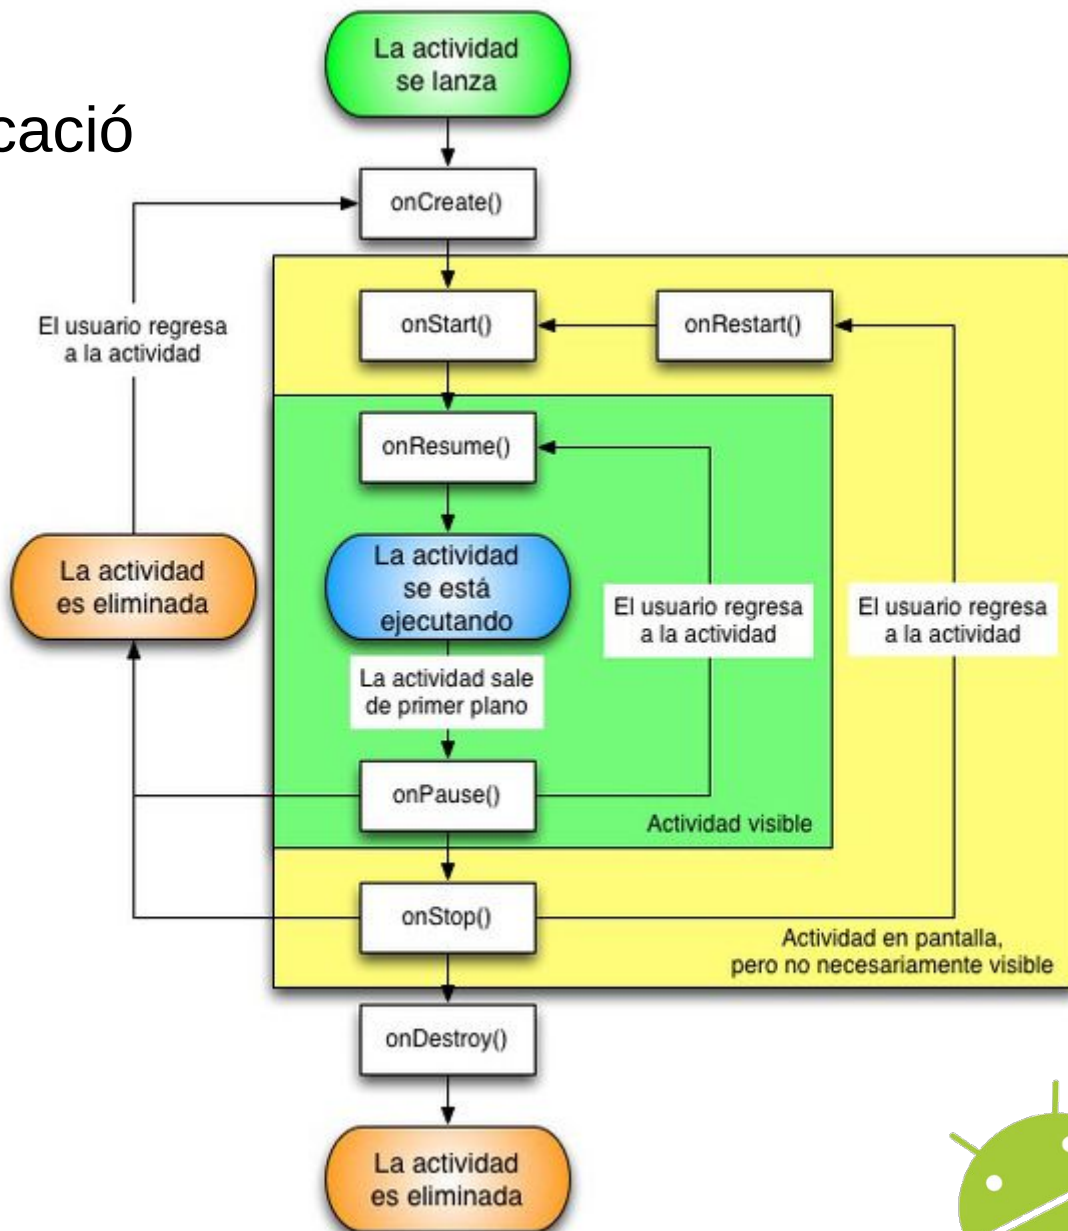 La actividad
se lanza
cació
onCreate()
El usuario regresa
a la actividad
onStart()
onRestart()
onResume()
La actividad
es eliminada
La actividad
se está
ejecutando
El usuario regresa
a la actividad
El usuario regresa
a la actividad
La actividad sale
de primer plano
onPause()
Actividad visible
onStop()
Actividad en pantalla,
pero no necesariamente visible
onDestroy()
La actividad
es eliminada